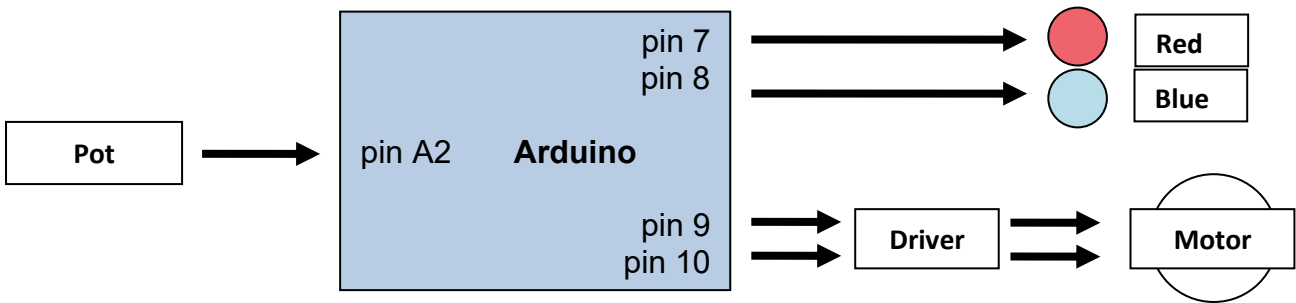 pin 7
Red
pin 8
Blue
Pot
pin A2 Arduino
pin 9
Driver
Motor
pin 10